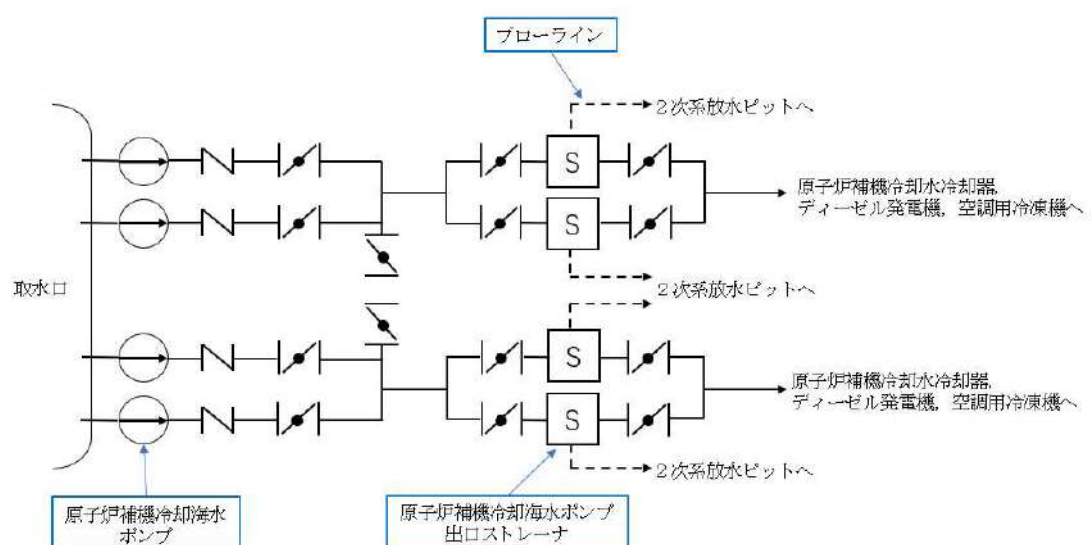 ブローライン
2次系放水ピットへ
S
原子炉補機冷却水冷却器,
ディーゼル発電機, 空調用冷凍機へ
S
2次系放水ピットへ
取水口
2次系放水ピットへ
S
原子炉補機冷却水冷却器,
ディーゼル発電機, 空調用冷凍機へ
S
2次系放水ピットへ
原子炉補機冷却海水
ポンプ
原子炉補機冷却海水ポンプ
出口ストレーナ